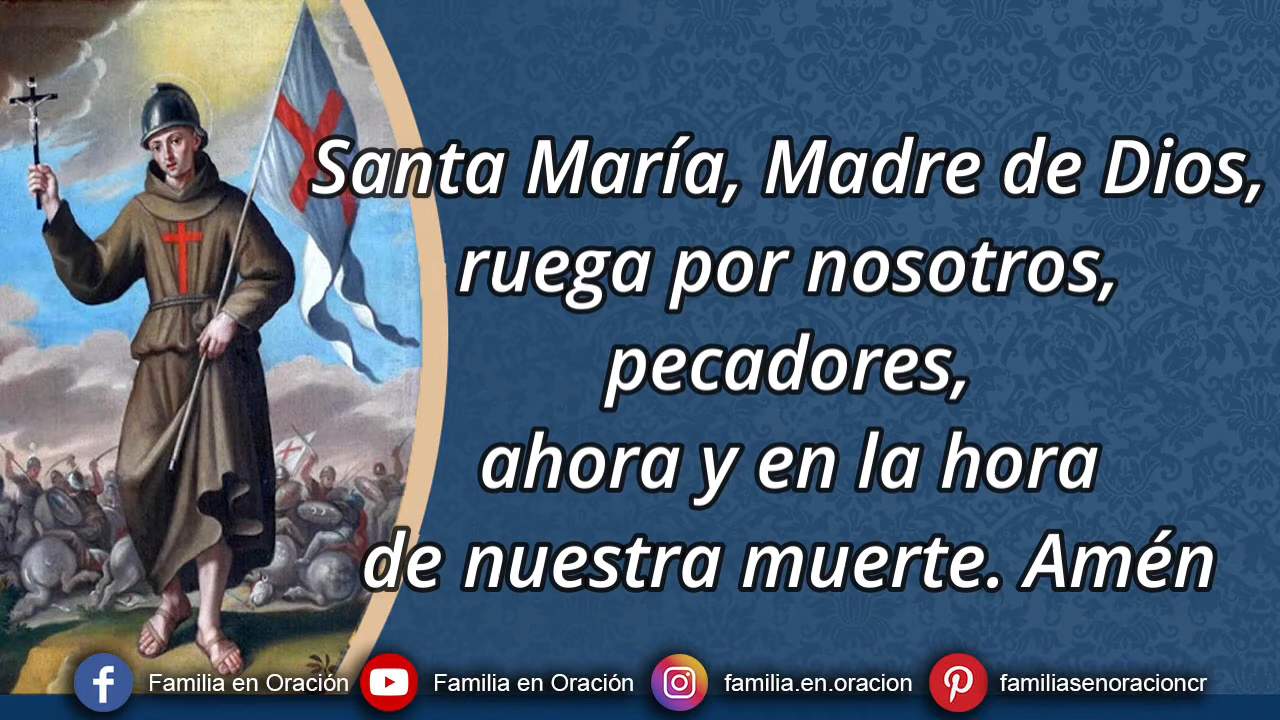 Santa María, Madre de Dios,
ruega por nosotros,
pecadores,
ahora y en la hora
de nuestra muerte. Amén
Familia en Oración
Familia en Oración
familia.en.oracion
familiasenoracioncr